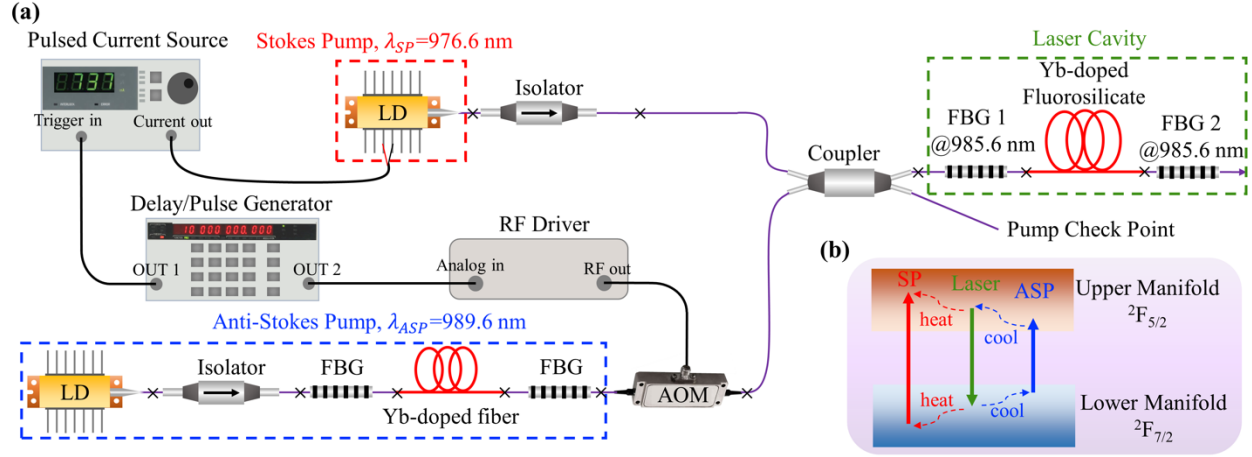 (a)
Pulsed Current Source
737
Trigger in
Current out
Stokes Pump, λ_SP=976.6 nm
LD
Isolator
Laser Cavity
Yb-doped
Fluorosilicate
FBG 1
@985.6 nm
FBG 2
@985.6 nm
Coupler
Pump Check Point
Delay/Pulse Generator
10 000 000.000
OUT 1
OUT 2
RF Driver
Analog in
RF out
Anti-Stokes Pump, λ_ASP=989.6 nm
LD
Isolator
FBG
Yb-doped fiber
FBG
AOM
(b)
SP
Laser
ASP
heat
cool
heat
cool
Upper Manifold
²F₅/₂
Lower Manifold
²F₇/₂